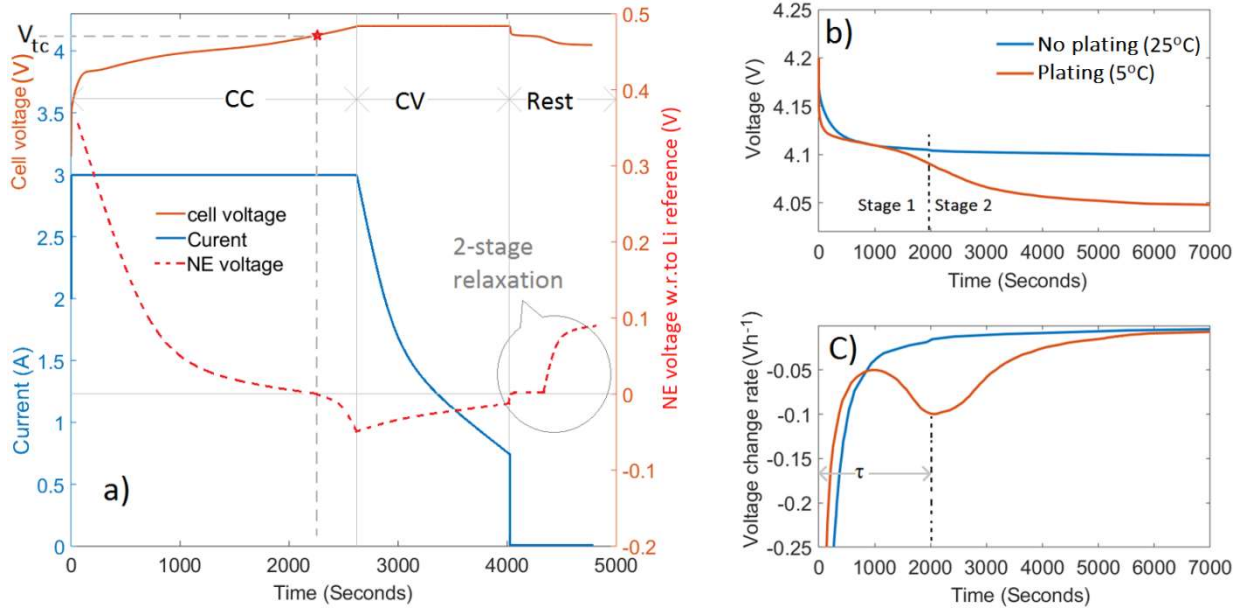 a)
Cell voltage (V)
Current (A)
4
3.5
3
2.5
2
1.5
1
0.5
0
V_tc
CC
CV
Rest
cell voltage
Curent
NE voltage
2-stage
relaxation
0.5
0.4
0.3
0.2
0.1
0
-0.1
-0.2
NE voltage w.r.to Li reference (V)
0 1000 2000 3000 4000 5000
Time (Seconds)
b)
4.25
4.2
4.15
4.1
4.05
Voltage (V)
No plating (25°C)
Plating (5°C)
Stage 1
Stage 2
0 1000 2000 3000 4000 5000 6000 7000
Time (Seconds)
C)
-0.05
-0.1
-0.15
-0.2
-0.25
Voltage change rate (Vh⁻¹)
τ
0 1000 2000 3000 4000 5000 6000 7000
Time (Seconds)